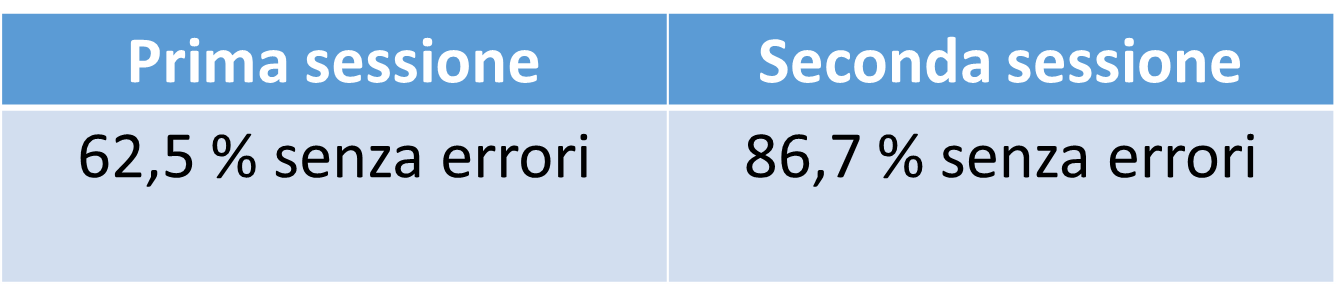 Prima sessione
Seconda sessione
62,5 % senza errori
86,7 % senza errori